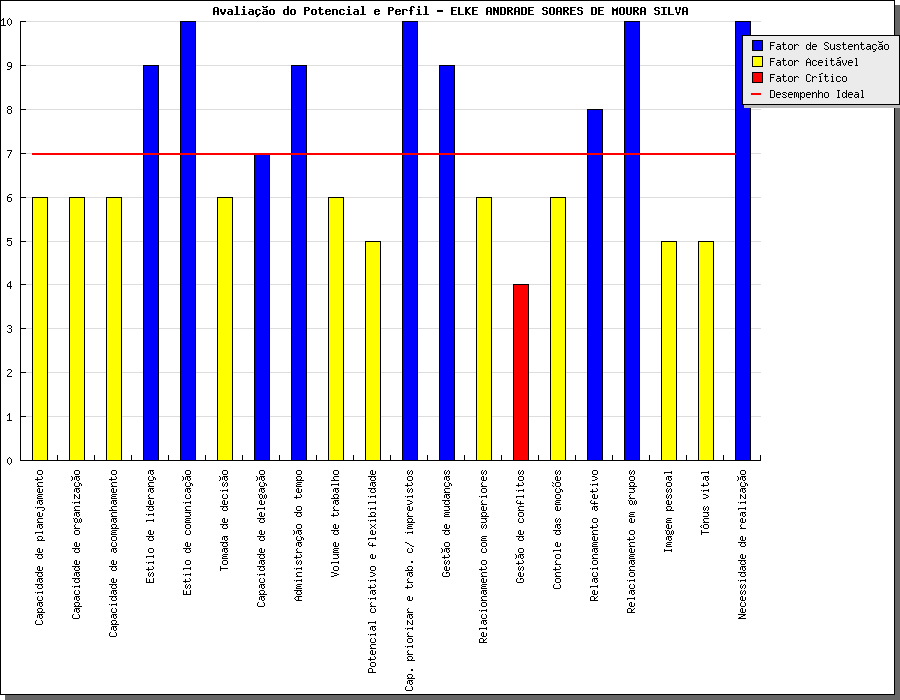 Avaliação do Potencial e Perfil - ELKE ANDRADE SOARES DE MOURA SILVA
Fator de Sustentação
Fator Aceitável
Fator Crítico
Desempenho Ideal
10
9
8
7
6
5
4
3
2
1
0
Capacidade de planejamento
Capacidade de organização
Capacidade de acompanhamento
Estilo de liderança
Estilo de comunicação
Tomada de decisão
Capacidade de delegação
Administração do tempo
Volume de trabalho
Potencial criativo e flexibilidade
Cap. priorizar e trab. c/ imprevistos
Gestão de mudanças
Relacionamento com superiores
Gestão de conflitos
Controle das emoções
Relacionamento afetivo
Relacionamento em grupos
Imagem pessoal
Tônus vital
Necessidade de realização